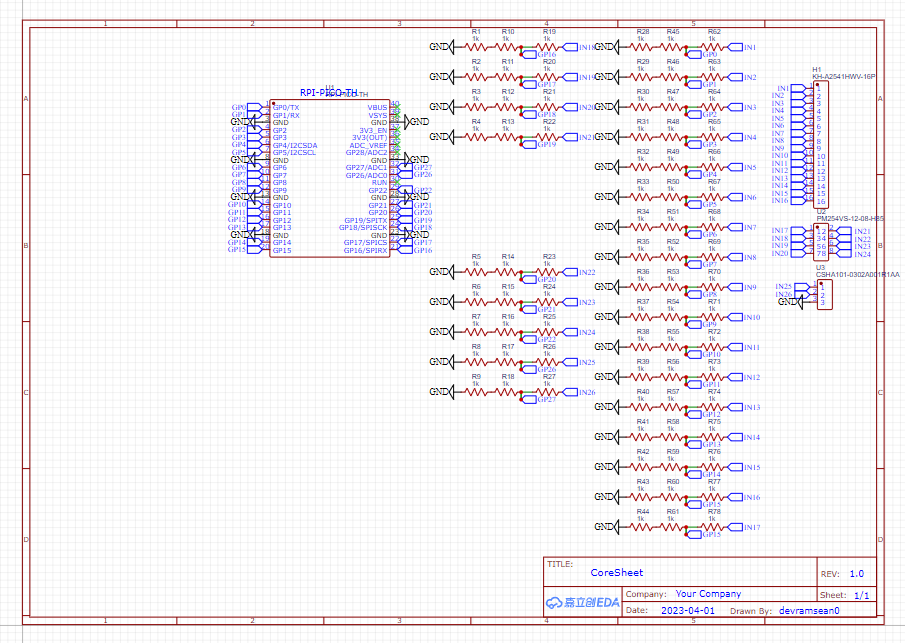 1 2 3 4 5
A
B
C
D
U1
RPI-PICO-TH
GP0 GP0/TX VBUS
GP1 GP1/RX VSYS
GND GND GND GND
GP2 GP2 3V3_EN
GP3 GP3 3V3(OUT)
GP4 GP4/I2CSDA ADC_VREF
GP5 GP5/I2CSCL GP28/ADC2
GND GND GND GND
GP6 GP6 GP27/ADC1 GP27
GP7 GP7 GP26/ADC0 GP26
GP8 GP8 RUN
GP9 GP9 GP22 GP22
GND GND GND GND
GP10 GP10 GP21 GP21
GP11 GP11 GP20 GP20
GP12 GP12 GP19/SPITX GP19
GP13 GP13 GP18/SPISCK GP18
GND GND GND GND
GP14 GP14 GP17/SPICS GP17
GP15 GP15 GP16/SPIRX GP16
R1 R10 R19
1k 1k 1k
GND IN18
GP16
R2 R11 R20
1k 1k 1k
GND IN19
GP17
R3 R12 R21
1k 1k 1k
GND IN20
GP18
R4 R13 R22
1k 1k 1k
GND IN21
GP19
R5 R14 R23
1k 1k 1k
GND IN22
GP20
R6 R15 R24
1k 1k 1k
GND IN23
GP21
R7 R16 R25
1k 1k 1k
GND IN24
GP22
R8 R17 R26
1k 1k 1k
GND IN25
GP26
R9 R18 R27
1k 1k 1k
GND IN26
GP27
R28 R45 R62
1k 1k 1k
GND IN1
GP0
R29 R46 R63
1k 1k 1k
GND IN2
GP1
R30 R47 R64
1k 1k 1k
GND IN3
GP2
R31 R48 R65
1k 1k 1k
GND IN4
GP3
R32 R49 R66
1k 1k 1k
GND IN5
GP4
R33 R50 R67
1k 1k 1k
GND IN6
GP5
R34 R51 R68
1k 1k 1k
GND IN7
GP6
R35 R52 R69
1k 1k 1k
GND IN8
GP7
R36 R53 R70
1k 1k 1k
GND IN9
GP8
R37 R54 R71
1k 1k 1k
GND IN10
GP9
R38 R55 R72
1k 1k 1k
GND IN11
GP10
R39 R56 R73
1k 1k 1k
GND IN12
GP11
R40 R57 R74
1k 1k 1k
GND IN13
GP12
R41 R58 R75
1k 1k 1k
GND IN14
GP13
R42 R59 R76
1k 1k 1k
GND IN15
GP14
R43 R60 R77
1k 1k 1k
GND IN16
GP15
R44 R61 R78
1k 1k 1k
GND IN17
GP15
H1
KH-A2541HWV-16P
IN1 1
IN2 2
IN3 3
IN4 4
IN5 5
IN6 6
IN7 7
IN8 8
IN9 9
IN10 10
IN11 11
IN12 12
IN13 13
IN14 14
IN15 15
IN16 16
U2
PM254VS-12-08-H85
IN17 1 2 IN21
IN18 3 4 IN22
IN19 5 6 IN23
IN20 7 8 IN24
U3
CSHA101-0302A001R1AA
IN25 1
IN26 2
GND 3
A
B
C
D
TITLE:
CoreSheet
REV: 1.0
嘉立创EDA
Company: Your Company
Sheet: 1/1
Date: 2023-04-01 Drawn By: devramsean0
1 2 3 4 5